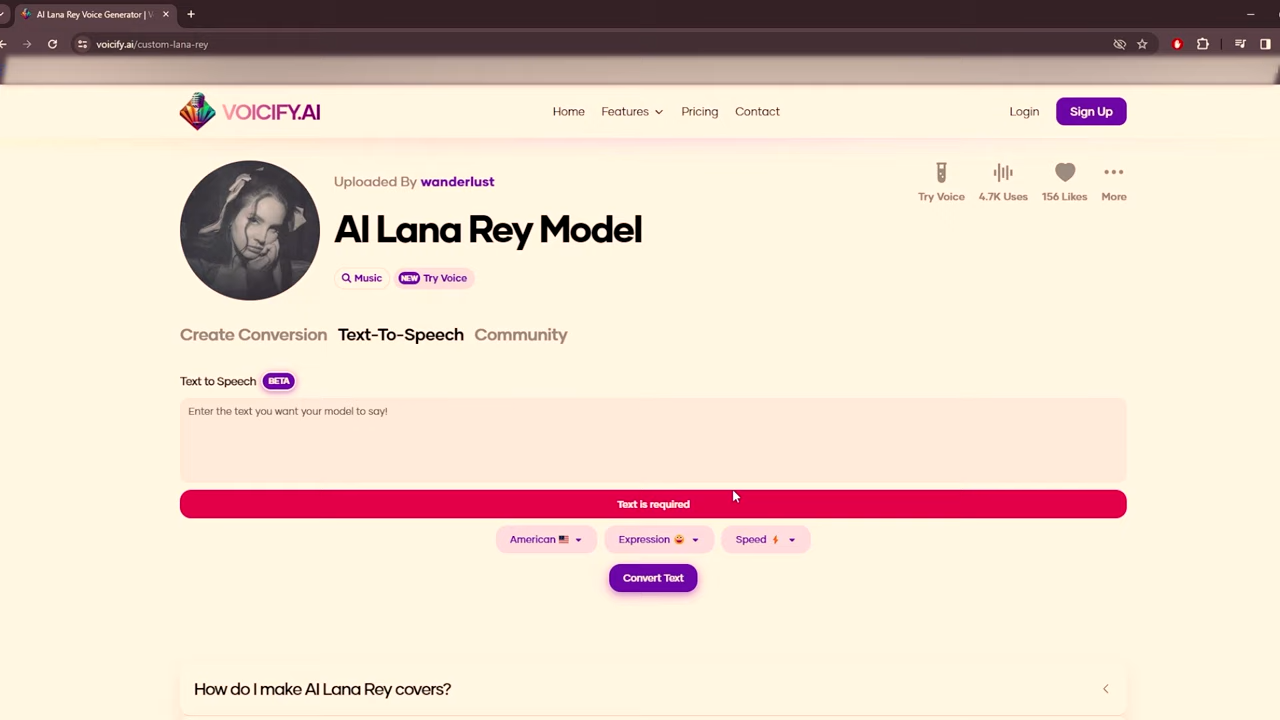 AI Lana Rey Voice Generator | V
voicify.ai/custom-lana-rey
VOICIFY.AI
Home Features Pricing Contact
Login Sign Up
Uploaded By wanderlust
AI Lana Rey Model
Music NEW Try Voice
Try Voice 4.7K Uses 156 Likes More
Create Conversion Text-To-Speech Community
Text to Speech BETA
Enter the text you want your model to say!
Text is required
American Expression Speed
Convert Text
How do I make AI Lana Rey covers?